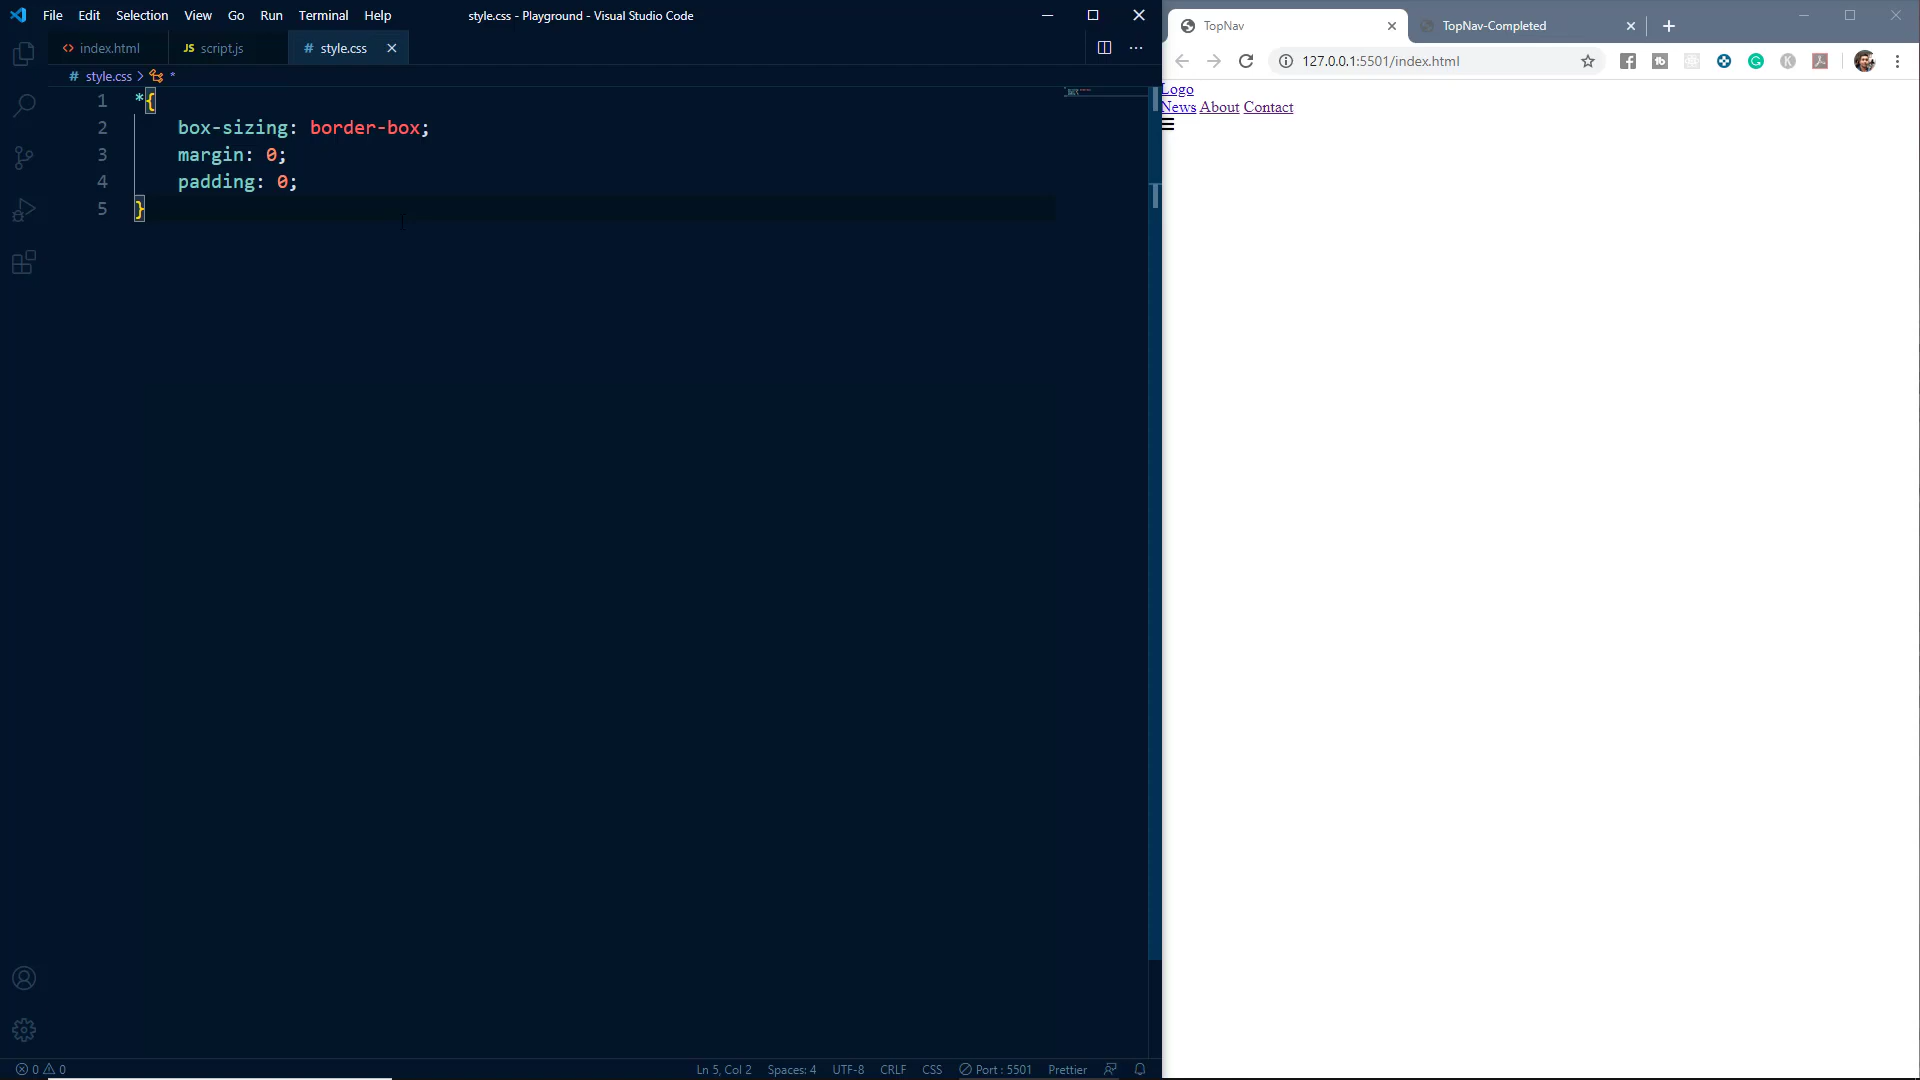 File Edit Selection View Go Run Terminal Help
style.css - Playground - Visual Studio Code
index.html
JS script.js
# style.css
# style.css > *
1 *{
2 box-sizing: border-box;
3 margin: 0;
4 padding: 0;
5 }
0 0
Ln 5, Col 2 Spaces: 4 UTF-8 CRLF CSS Port : 5501 Prettier
TopNav
TopNav-Completed
127.0.0.1:5501/index.html
Logo
News About Contact